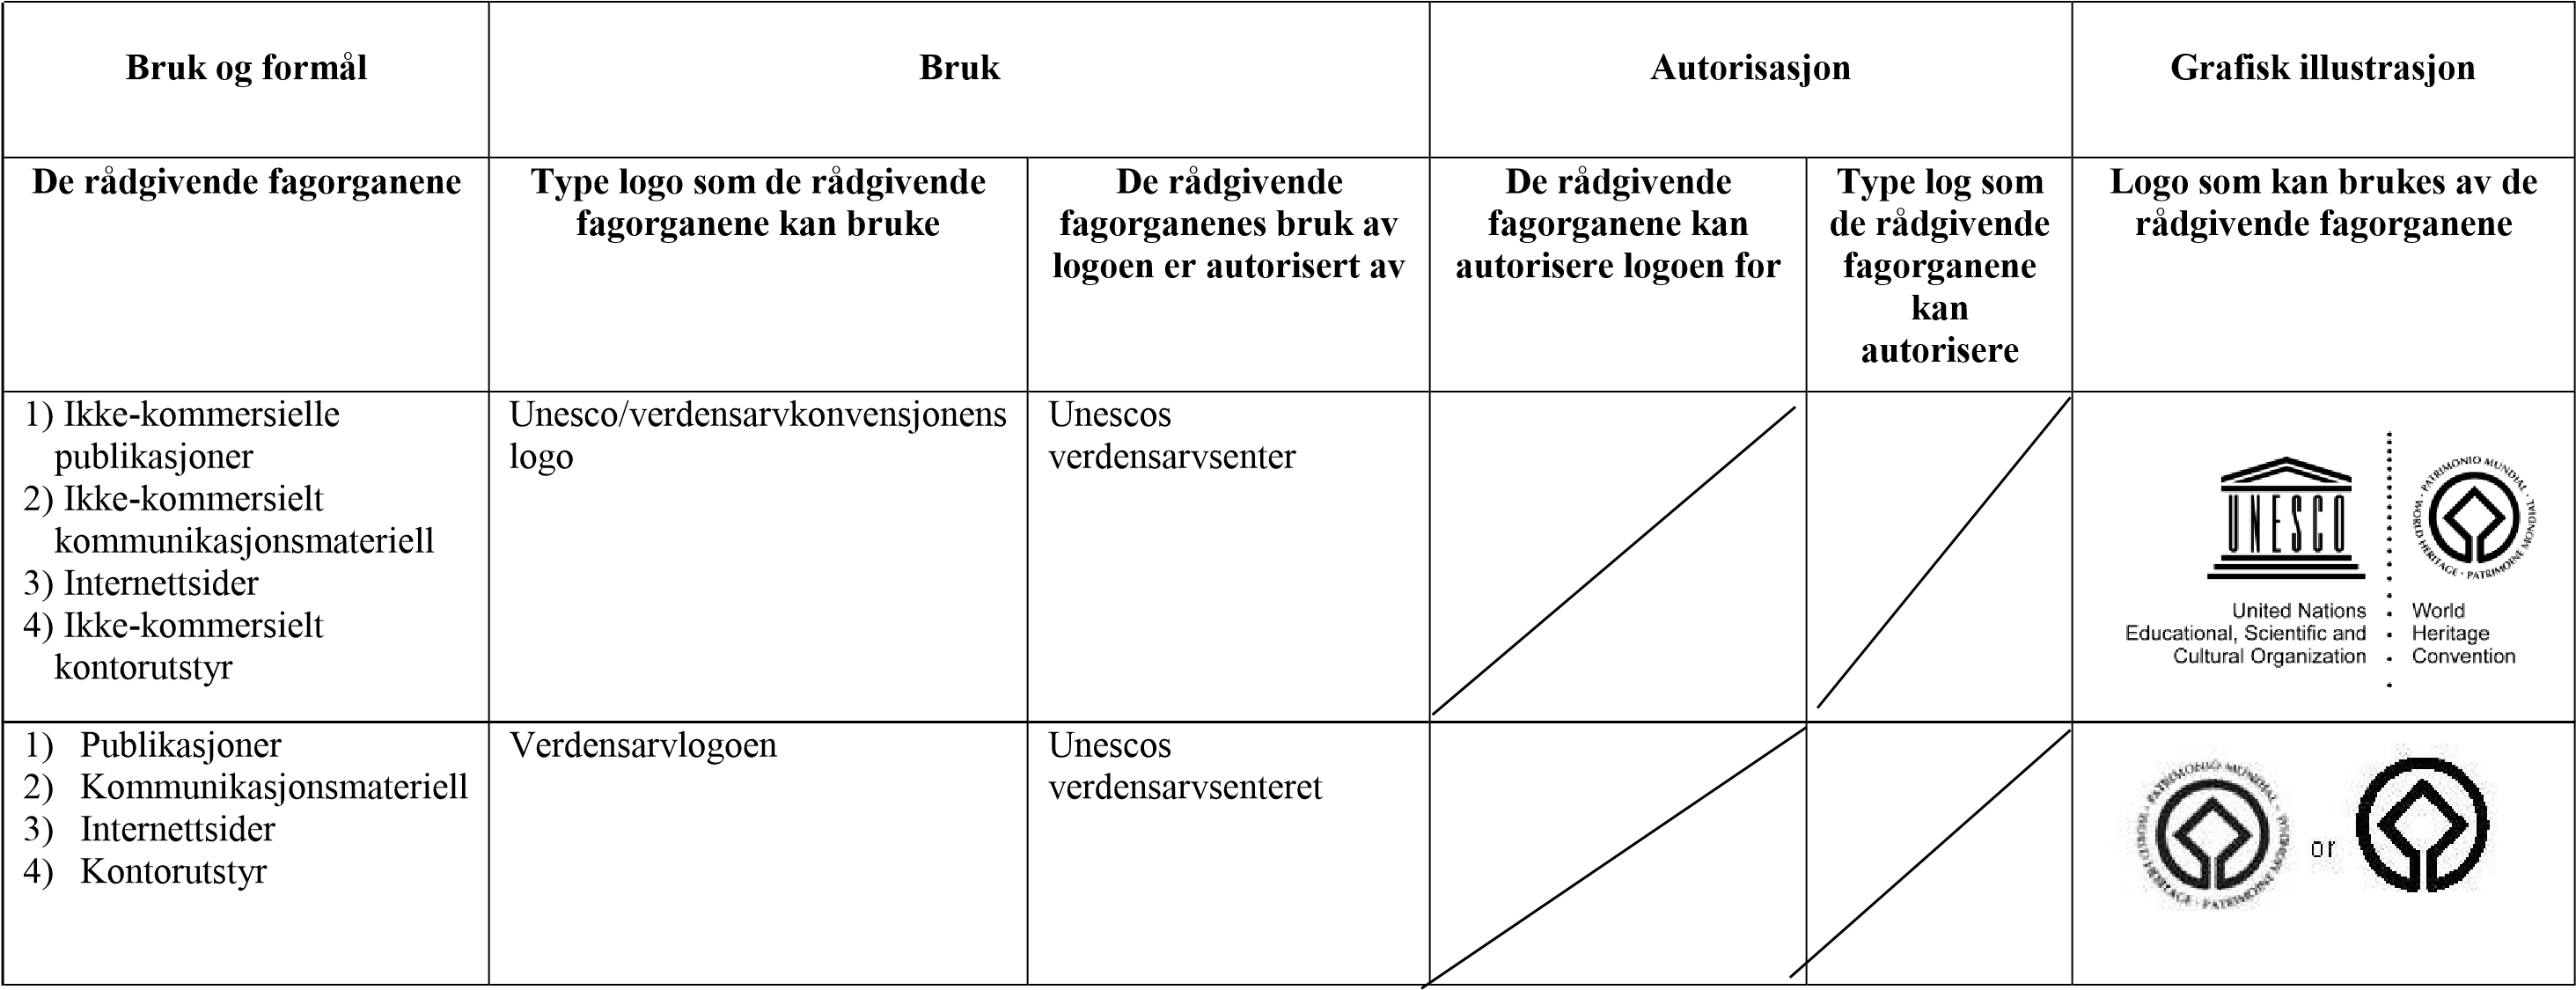 Bruk og formål
Bruk
Autorisasjon
Grafisk illustrasjon
De rådgivende fagorganene
Type logo som de rådgivende
fagorganene kan bruke
De rådgivende
fagorganenes bruk av
logoen er autorisert av
De rådgivende
fagorganene kan
autorisere logoen for
Type log som
de rådgivende
fagorganene
kan
autorisere
Logo som kan brukes av de
rådgivende fagorganene
1) Ikke-kommersielle
publikasjoner
2) Ikke-kommersielt
kommunikasjonsmateriell
3) Internettsider
4) Ikke-kommersielt
kontorutstyr
Unesco/verdensarvkonvensjonens
logo
Unescos
verdensarvsenter
UNESCO
WORLD HERITAGE · PATRIMOINE MONDIAL · PATRIMONIO MUNDIAL ·
United Nations
Educational, Scientific and
Cultural Organization
World
Heritage
Convention
1) Publikasjoner
2) Kommunikasjonsmateriell
3) Internettsider
4) Kontorutstyr
Verdensarvlogoen
Unescos
verdensarvsenteret
WORLD HERITAGE · PATRIMOINE MONDIAL · PATRIMONIO MUNDIAL ·
or